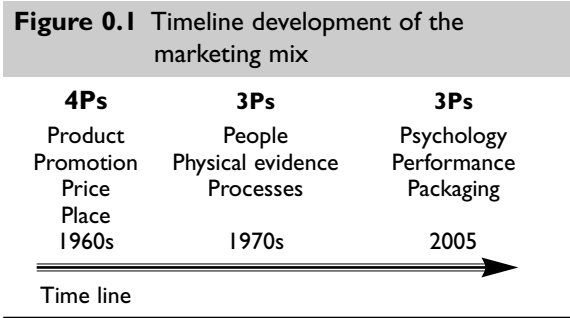 Figure 0.1 Timeline development of the
marketing mix
4Ps
Product
Promotion
Price
Place
1960s
3Ps
People
Physical evidence
Processes
1970s
3Ps
Psychology
Performance
Packaging
2005
Time line